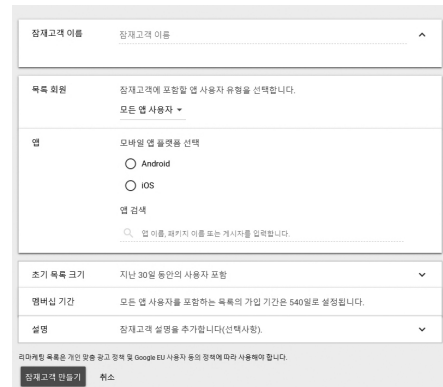 잠재고객 이름
잠재고객 이름
목록 회원
잠재고객에 포함할 앱 사용자 유형을 선택합니다.
모든 앱 사용자
앱
모바일 앱 플랫폼 선택
Android
iOS
앱 검색
앱 이름, 패키지 이름 또는 게시자를 입력합니다.
초기 목록 크기
지난 30일 동안의 사용자 포함
멤버십 기간
모든 앱 사용자를 포함하는 목록의 가입 기간은 540일로 설정됩니다.
설명
잠재고객 설명을 추가합니다(선택사항).
리마케팅 목록은 개인 맞춤 광고 정책 및 Google EU 사용자 동의 정책에 따라 사용해야 합니다.
잠재고객 만들기
취소